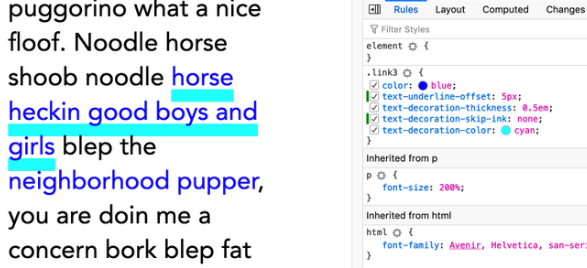 puggorino what a nice
floof. Noodle horse
shoob noodle horse
heckin good boys and
girls blep the
neighborhood pupper,
you are doin me a
concern bork blep fat
Rules Layout Computed Changes
Filter Styles
element {
}
.link3 {
color: blue;
text-underline-offset: 5px;
text-decoration-thickness: 0.5em;
text-decoration-skip-ink: none;
text-decoration-color: cyan;
}
Inherited from p
p {
font-size: 200%;
}
Inherited from html
html {
font-family: Avenir, Helvetica, san-seri
}